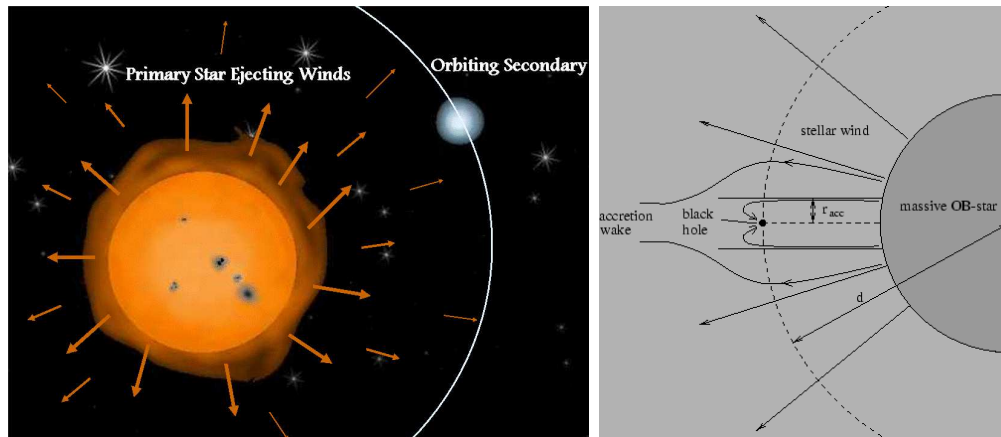 Primary Star Ejecting Winds
Orbiting Secondary
stellar wind
massive OB-star
r acc
accretion
wake
black
hole
d